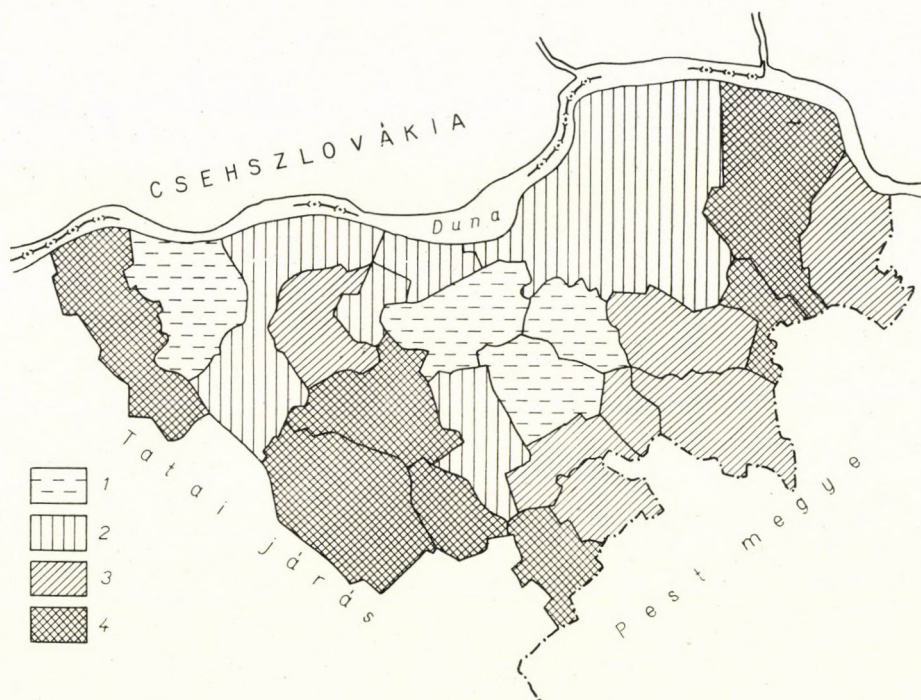 CSEHSZLOVÁKIA
Duna
Tatai járás
Pest megye
1
2
3
4